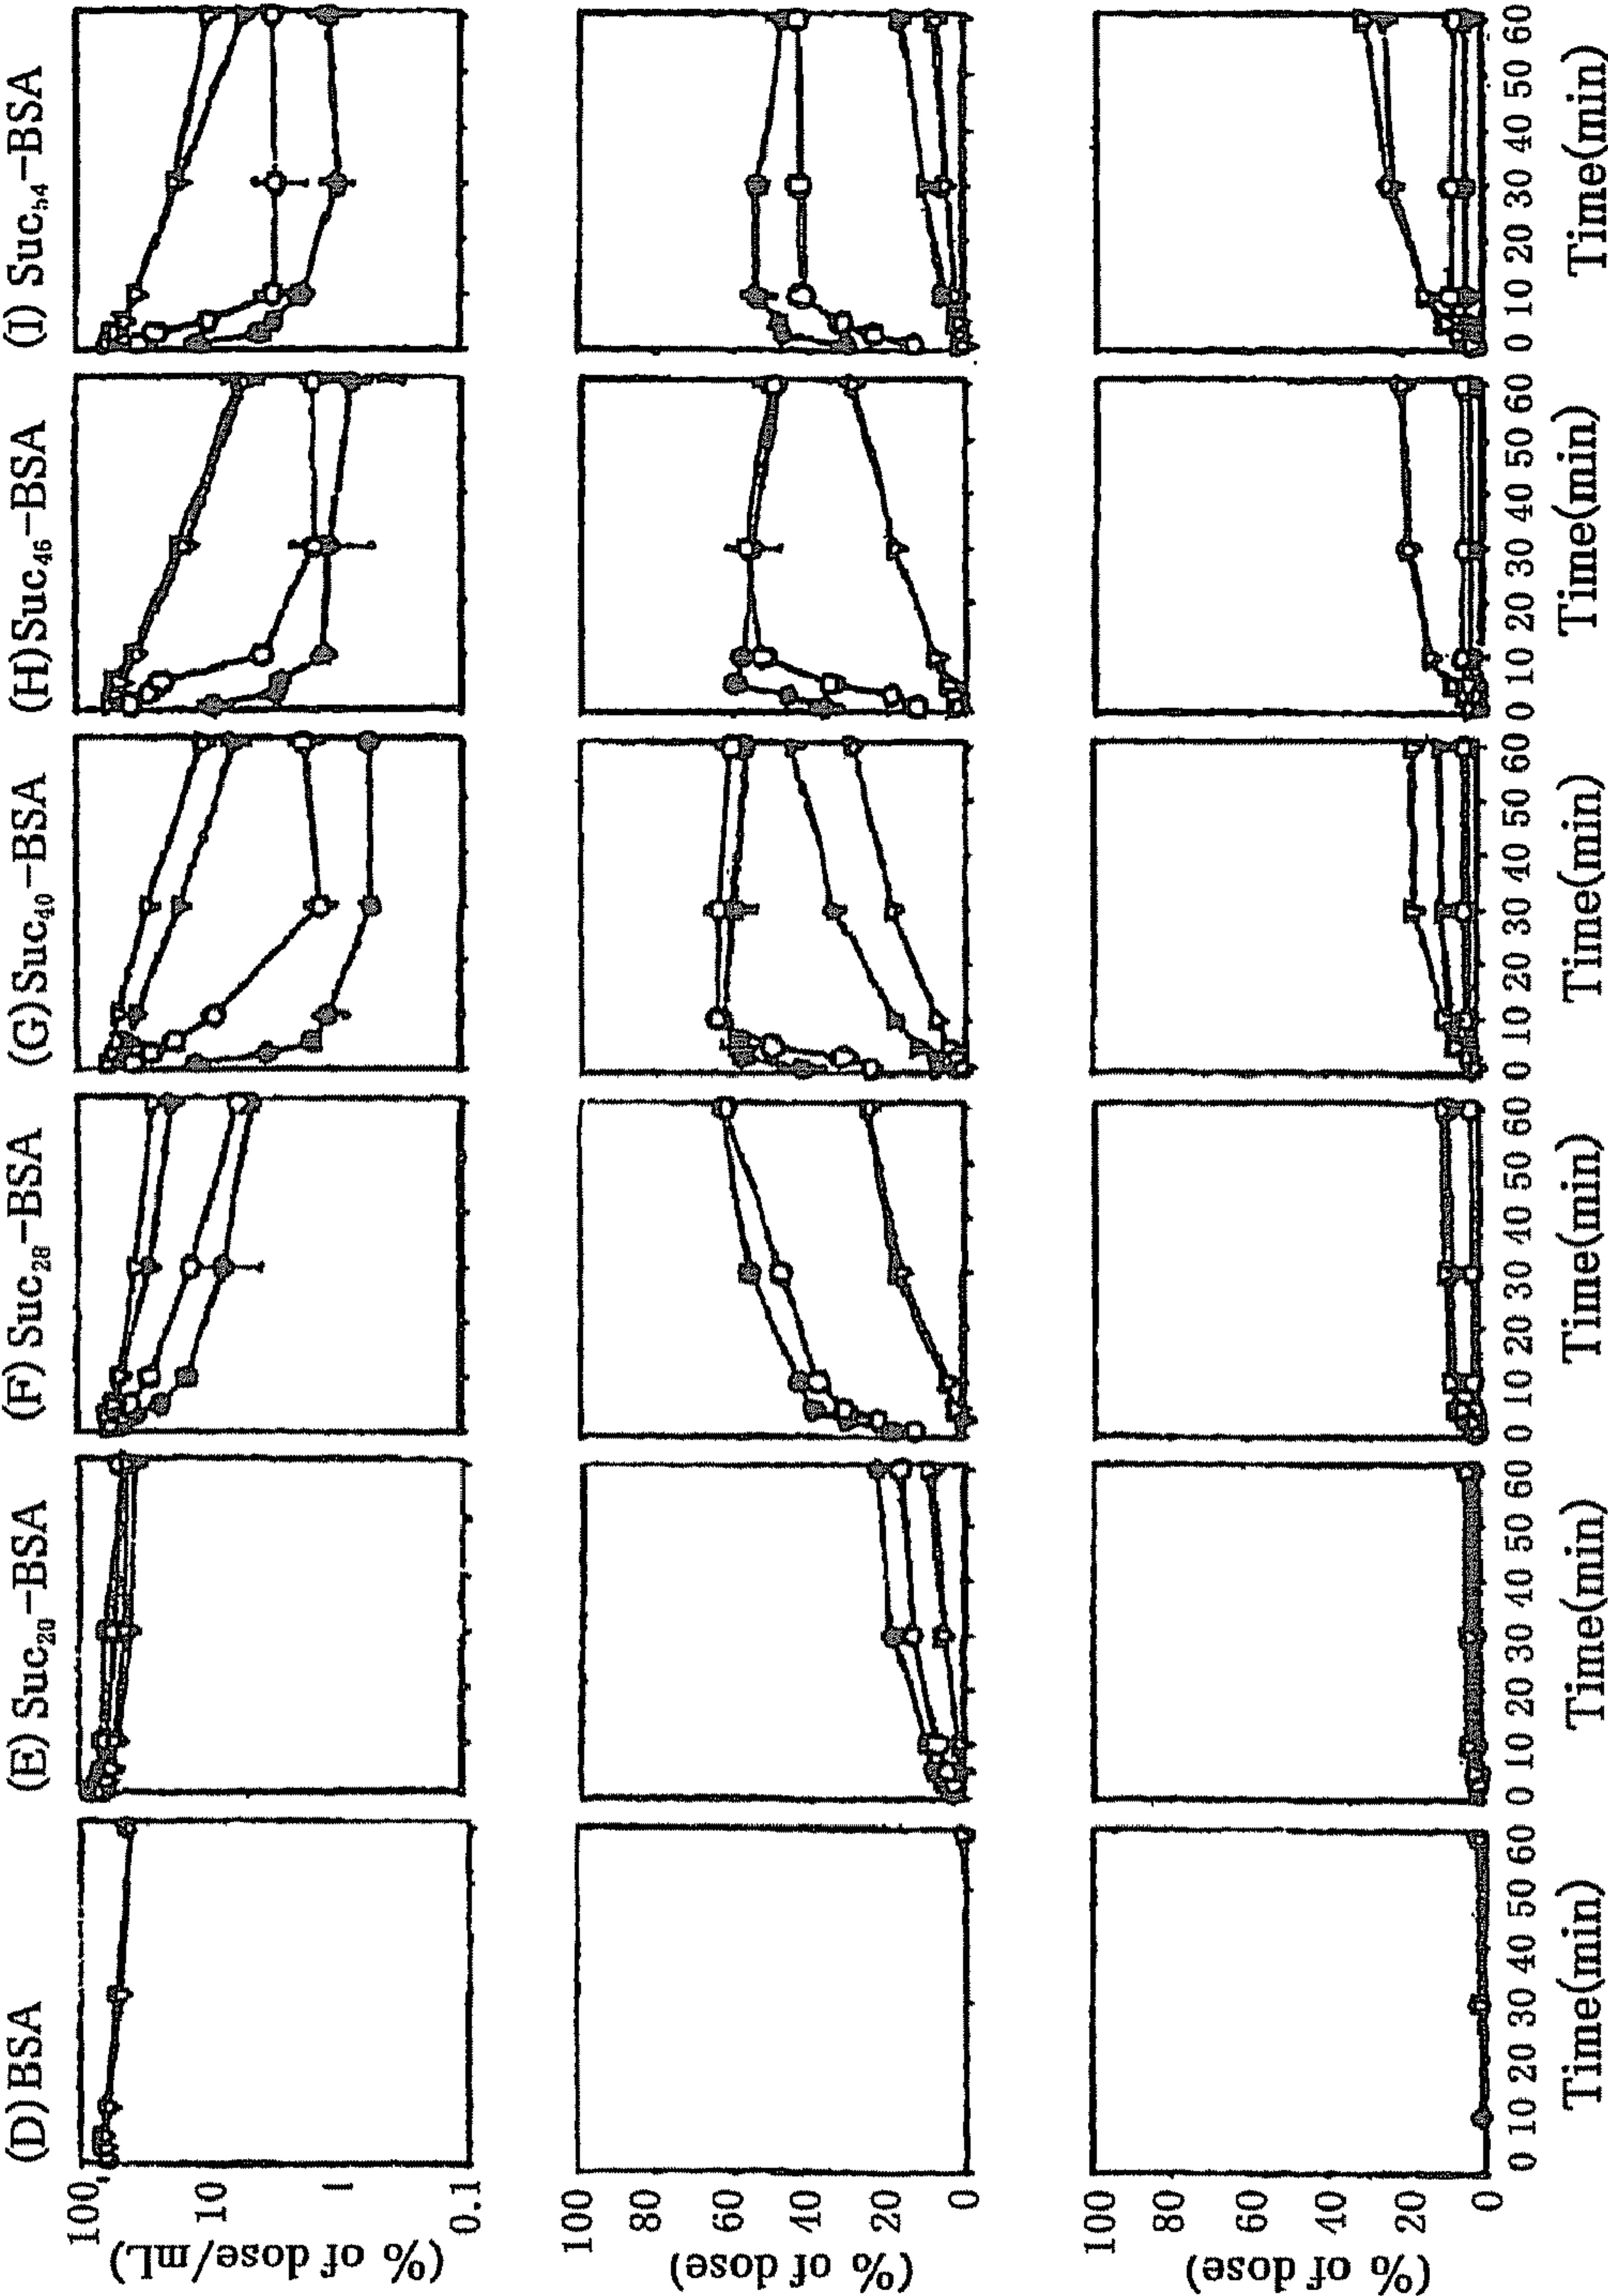 (D) BSA
(E) Suc20-BSA
(F) Suc28-BSA
(G) Suc40-BSA
(H) Suc46-BSA
(I) Suc54-BSA
100
10
1
0.1
(% of dose/mL)
100
80
60
40
20
0
(% of dose)
100
80
60
40
20
0
(% of dose)
0 10 20 30 40 50 60
0 10 20 30 40 50 60
0 10 20 30 40 50 60
0 10 20 30 40 50 60
0 10 20 30 40 50 60
0 10 20 30 40 50 60
Time(min)
Time(min)
Time(min)
Time(min)
Time(min)
Time(min)